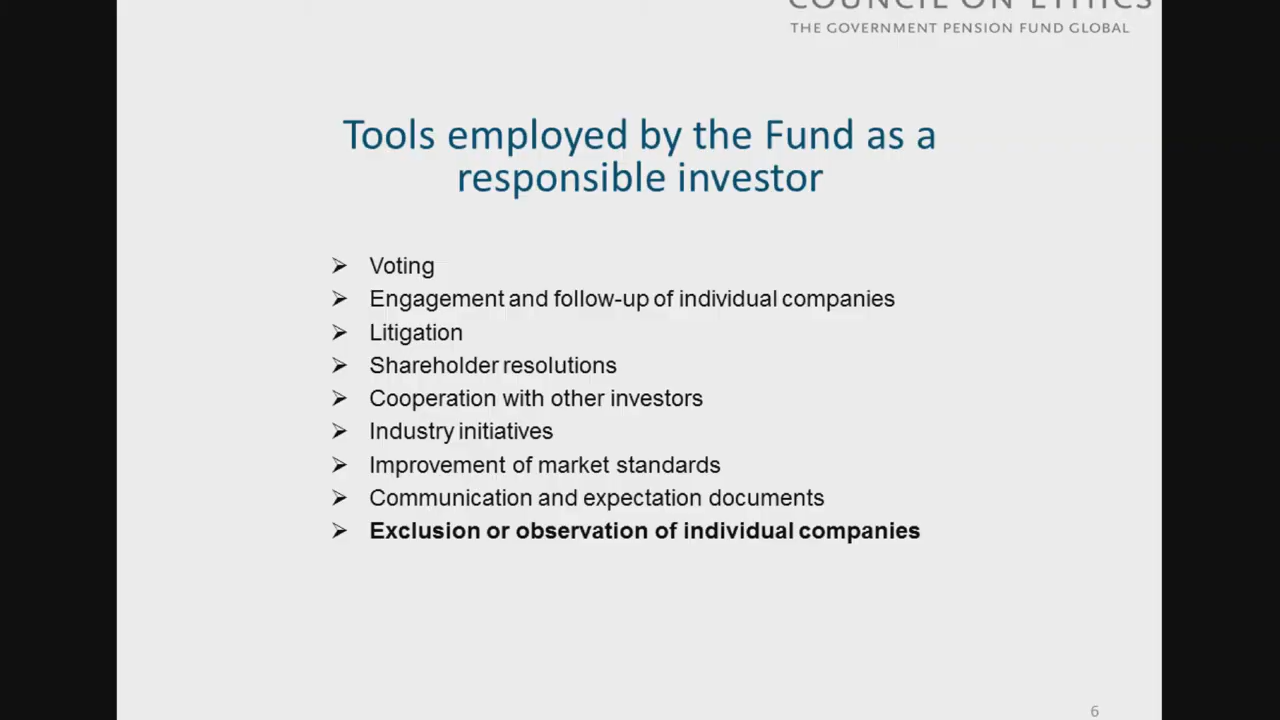 COUNCIL ON ETHICS
THE GOVERNMENT PENSION FUND GLOBAL
Tools employed by the Fund as a
responsible investor
Voting
Engagement and follow-up of individual companies
Litigation
Shareholder resolutions
Cooperation with other investors
Industry initiatives
Improvement of market standards
Communication and expectation documents
Exclusion or observation of individual companies
6